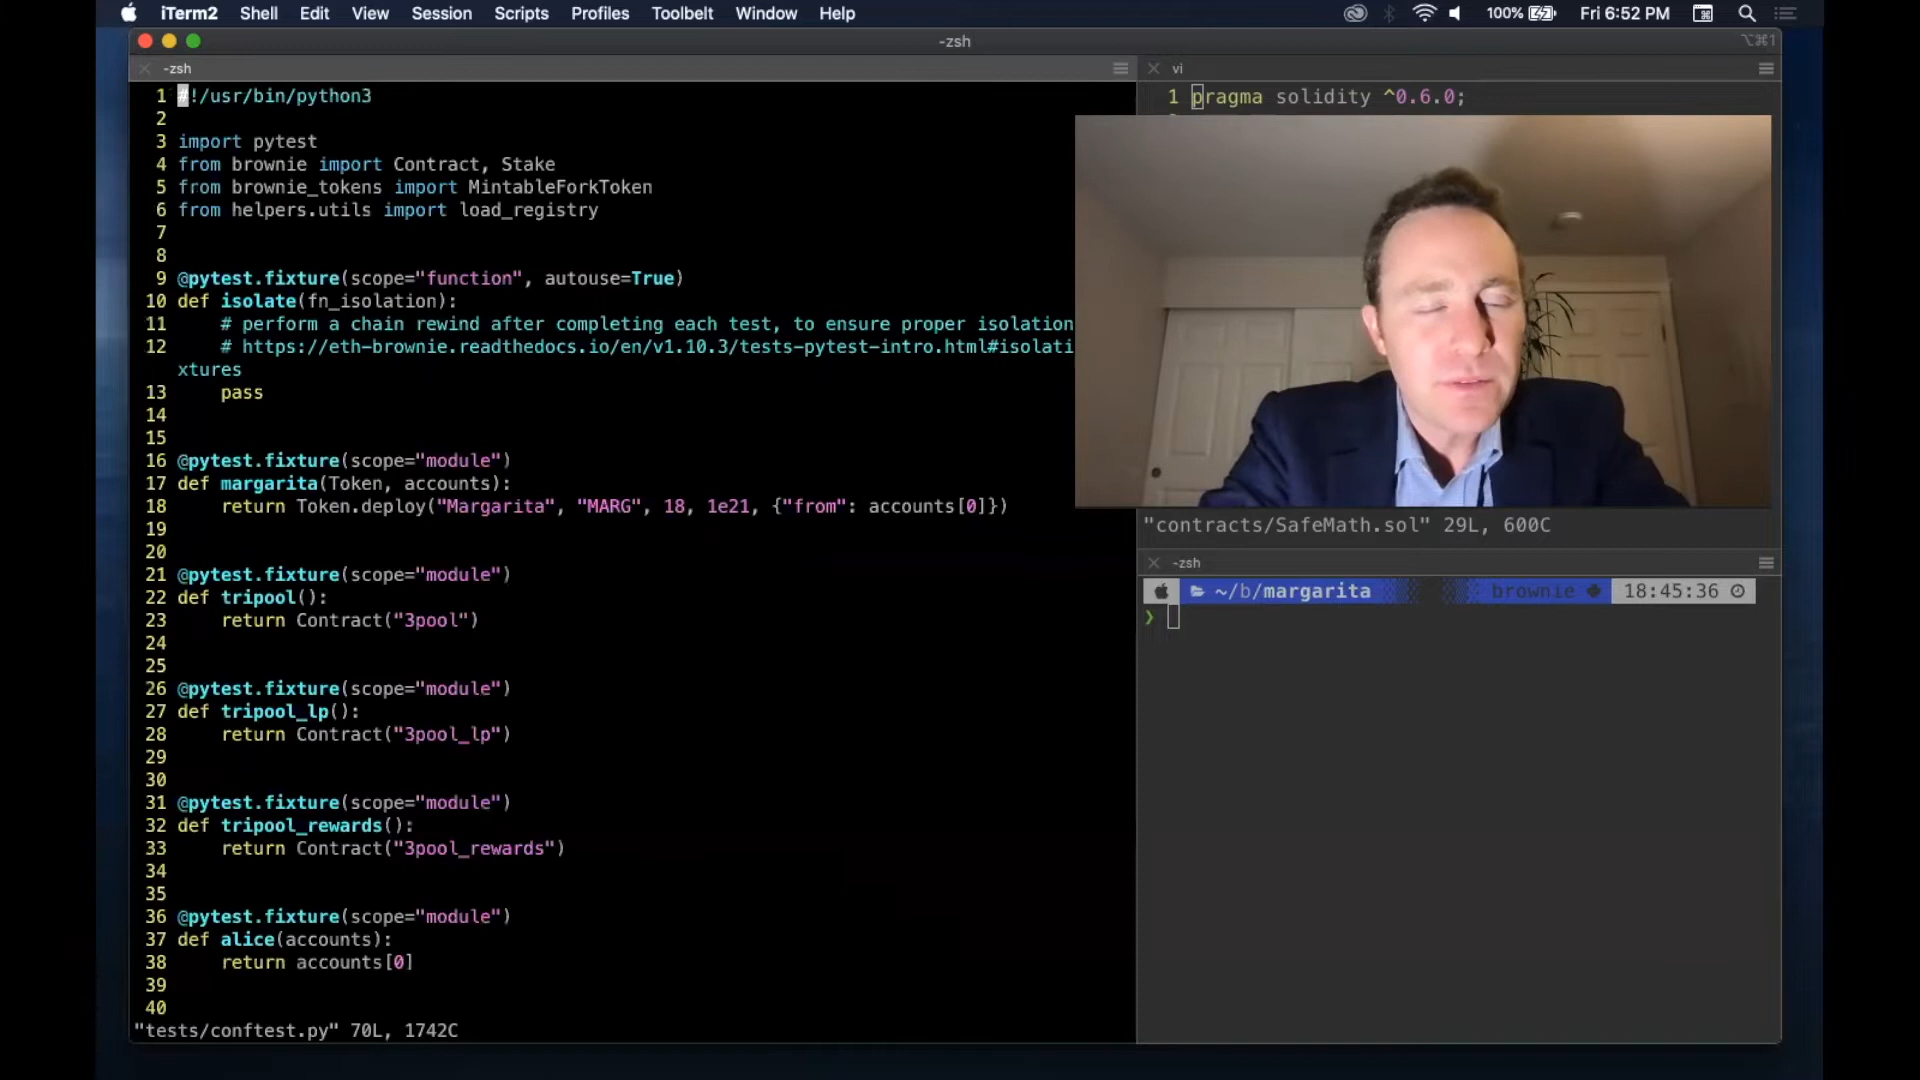 iTerm2 Shell Edit View Session Scripts Profiles Toolbelt Window Help 100% Fri 6:52 PM
-zsh ⌥⌘1
-zsh
1 #!/usr/bin/python3
2
3 import pytest
4 from brownie import Contract, Stake
5 from brownie_tokens import MintableForkToken
6 from helpers.utils import load_registry
7
8
9 @pytest.fixture(scope="function", autouse=True)
10 def isolate(fn_isolation):
11 # perform a chain rewind after completing each test, to ensure proper isolation
12 # https://eth-brownie.readthedocs.io/en/v1.10.3/tests-pytest-intro.html#isolati
xtures
13 pass
14
15
16 @pytest.fixture(scope="module")
17 def margarita(Token, accounts):
18 return Token.deploy("Margarita", "MARG", 18, 1e21, {"from": accounts[0]})
19
20
21 @pytest.fixture(scope="module")
22 def tripool():
23 return Contract("3pool")
24
25
26 @pytest.fixture(scope="module")
27 def tripool_lp():
28 return Contract("3pool_lp")
29
30
31 @pytest.fixture(scope="module")
32 def tripool_rewards():
33 return Contract("3pool_rewards")
34
35
36 @pytest.fixture(scope="module")
37 def alice(accounts):
38 return accounts[0]
39
40
"tests/conftest.py" 70L, 1742C
vi
1 pragma solidity ^0.6.0;
"contracts/SafeMath.sol" 29L, 600C
-zsh
~/b/margarita brownie 18:45:36
❯